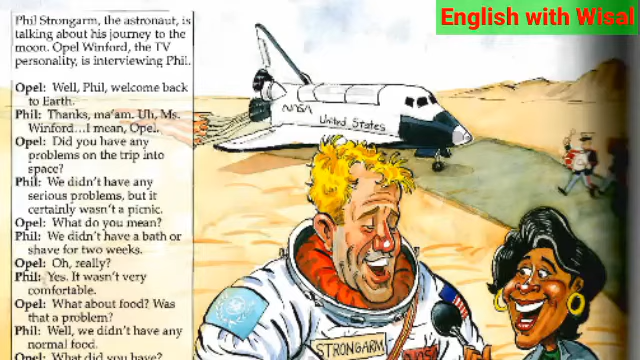 English with Wisal
Phil Strongarm, the astronaut, is
talking about his journey to the
moon. Opel Winford, the TV
personality, is interviewing Phil.
Opel: Well, Phil, welcome back
to Earth.
Phil: Thanks, ma'am. Uh, Ms.
Winford...I mean, Opel.
Opel: Did you have any
problems on the trip into
space?
Phil: We didn't have any
serious problems, but it
certainly wasn't a picnic.
Opel: What do you mean?
Phil: We didn't have a bath or
shave for two weeks.
Opel: Oh, really?
Phil: Yes. It wasn't very
comfortable.
Opel: What about food? Was
that a problem?
Phil: Well, we didn't have any
normal food.
Opel: What did you have?
NASA
United States
STRONGARM